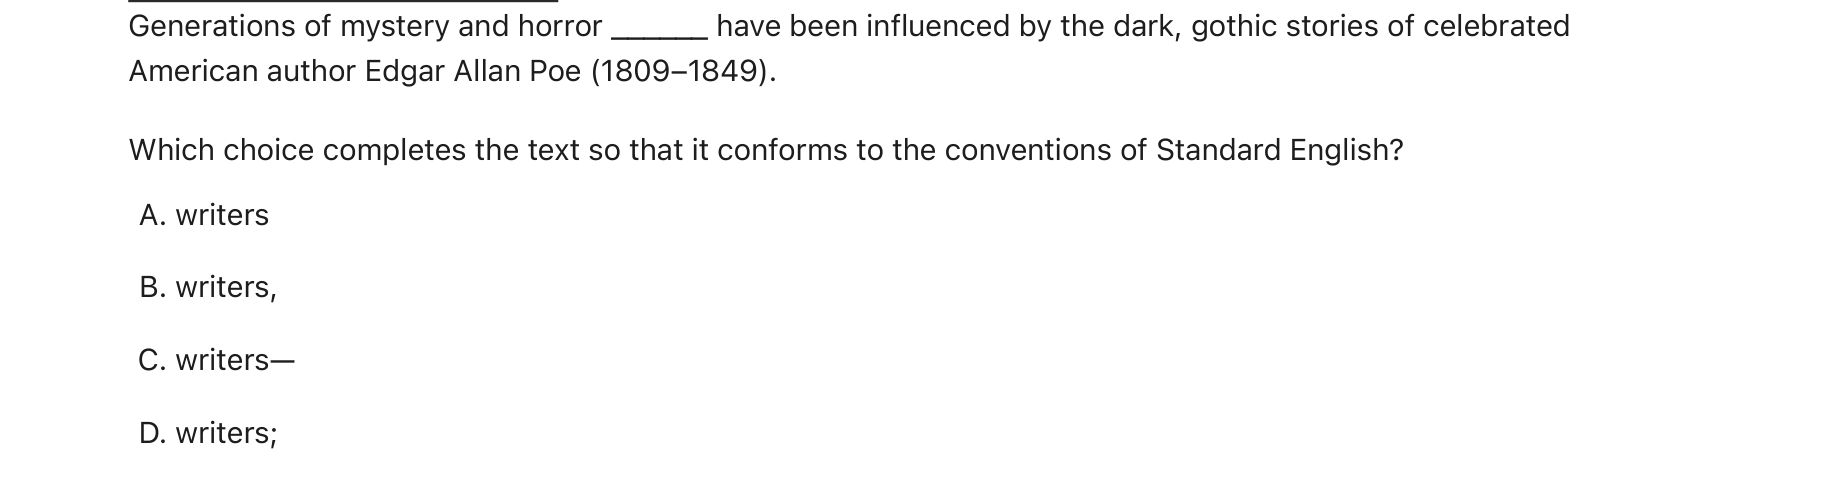 Generations of mystery and horror ______ have been influenced by the dark, gothic stories of celebrated
American author Edgar Allan Poe (1809–1849).
Which choice completes the text so that it conforms to the conventions of Standard English?
A. writers
B. writers,
C. writers—
D. writers;